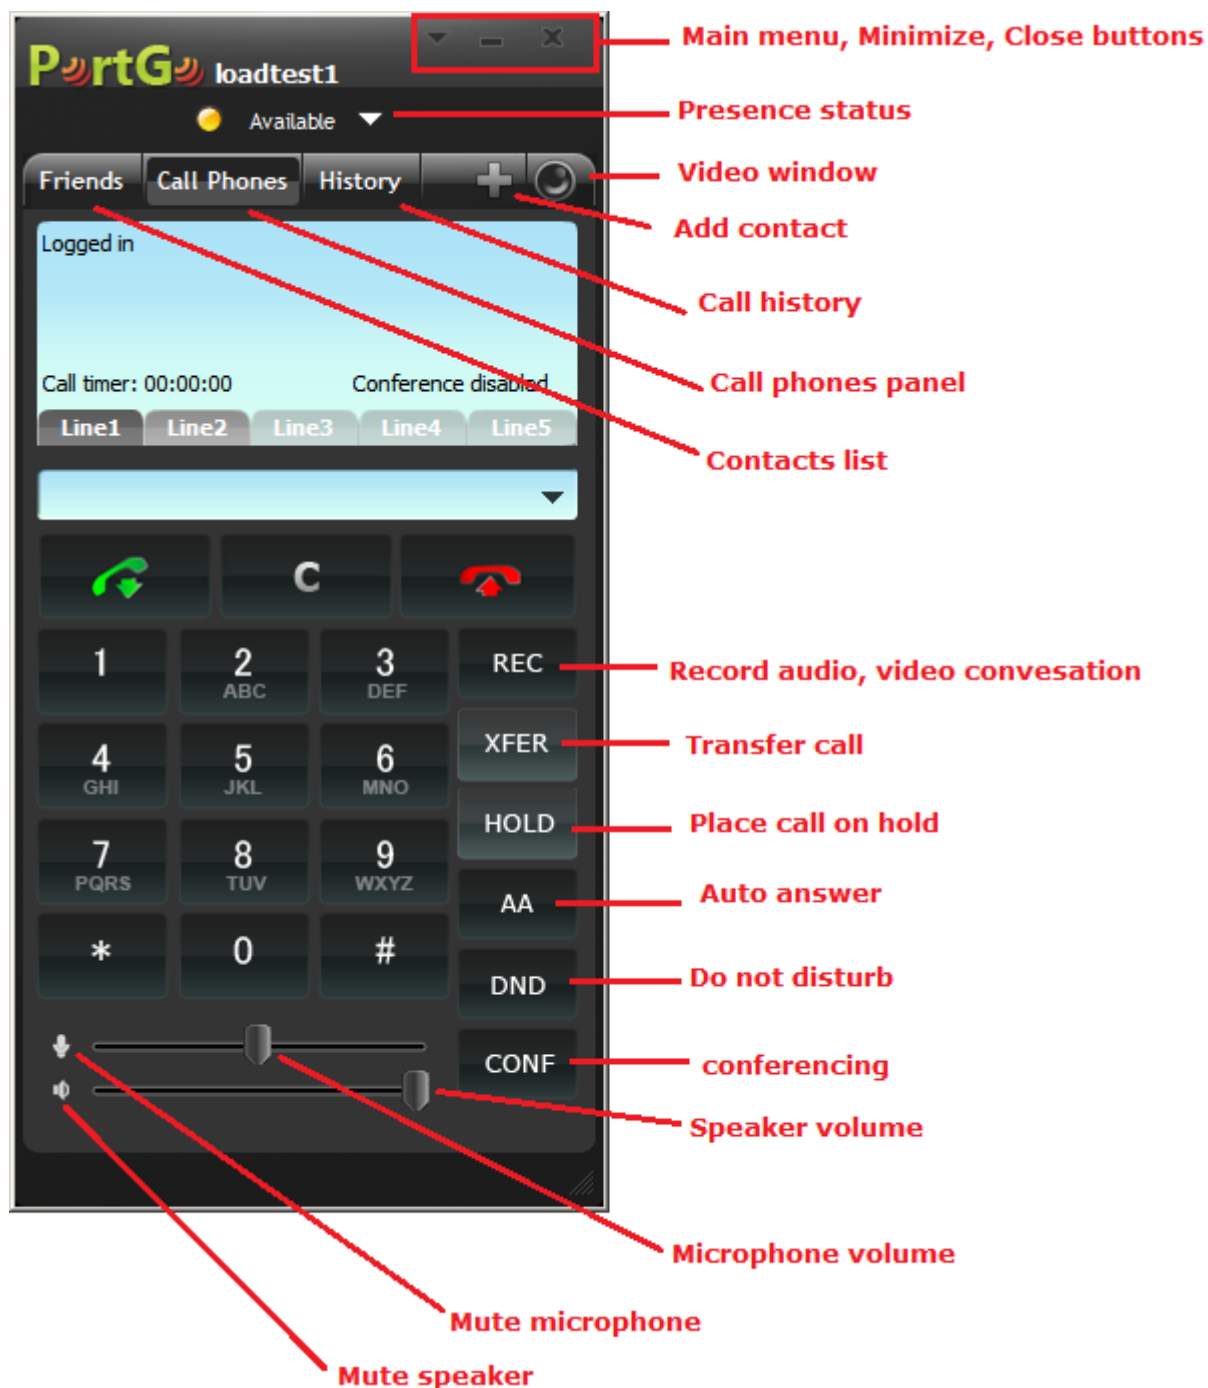 Main menu, Minimize, Close buttons
PortGo loadtest1
Available
Presence status
Friends Call Phones History
Video window
Add contact
Logged in
Call history
Call timer: 00:00:00 Conference disabled
Call phones panel
Line1 Line2 Line3 Line4 Line5
Contacts list
C
1 2 ABC 3 DEF REC
Record audio, video convesation
4 GHI 5 JKL 6 MNO XFER
Transfer call
7 PQRS 8 TUV 9 WXYZ HOLD
Place call on hold
AA
Auto answer
* 0 #
DND
Do not disturb
CONF
conferencing
Speaker volume
Microphone volume
Mute microphone
Mute speaker